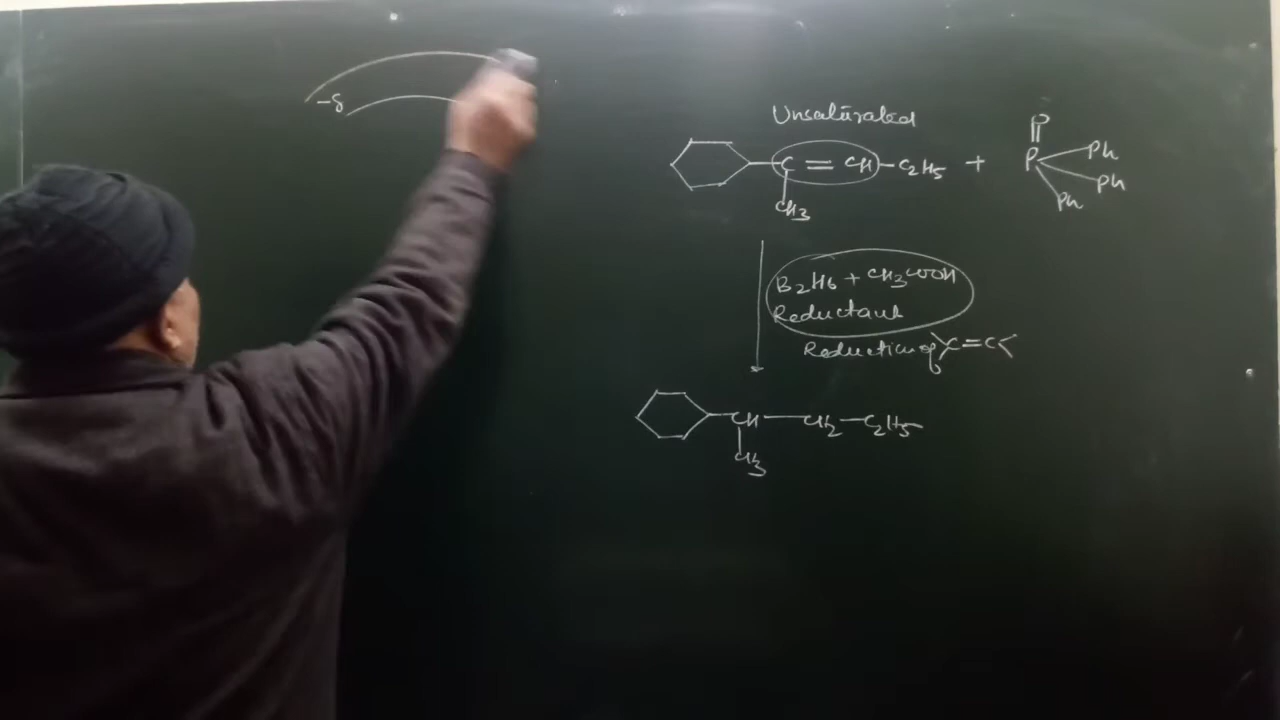 -δ
Unsaturated
C = CH - C2H5 +
CH3
P
P
Ph
Ph
Ph
B2H6 + CH3COOH
Reductant
Reduction of >C=C<
CH - CH2 - C2H5
CH3